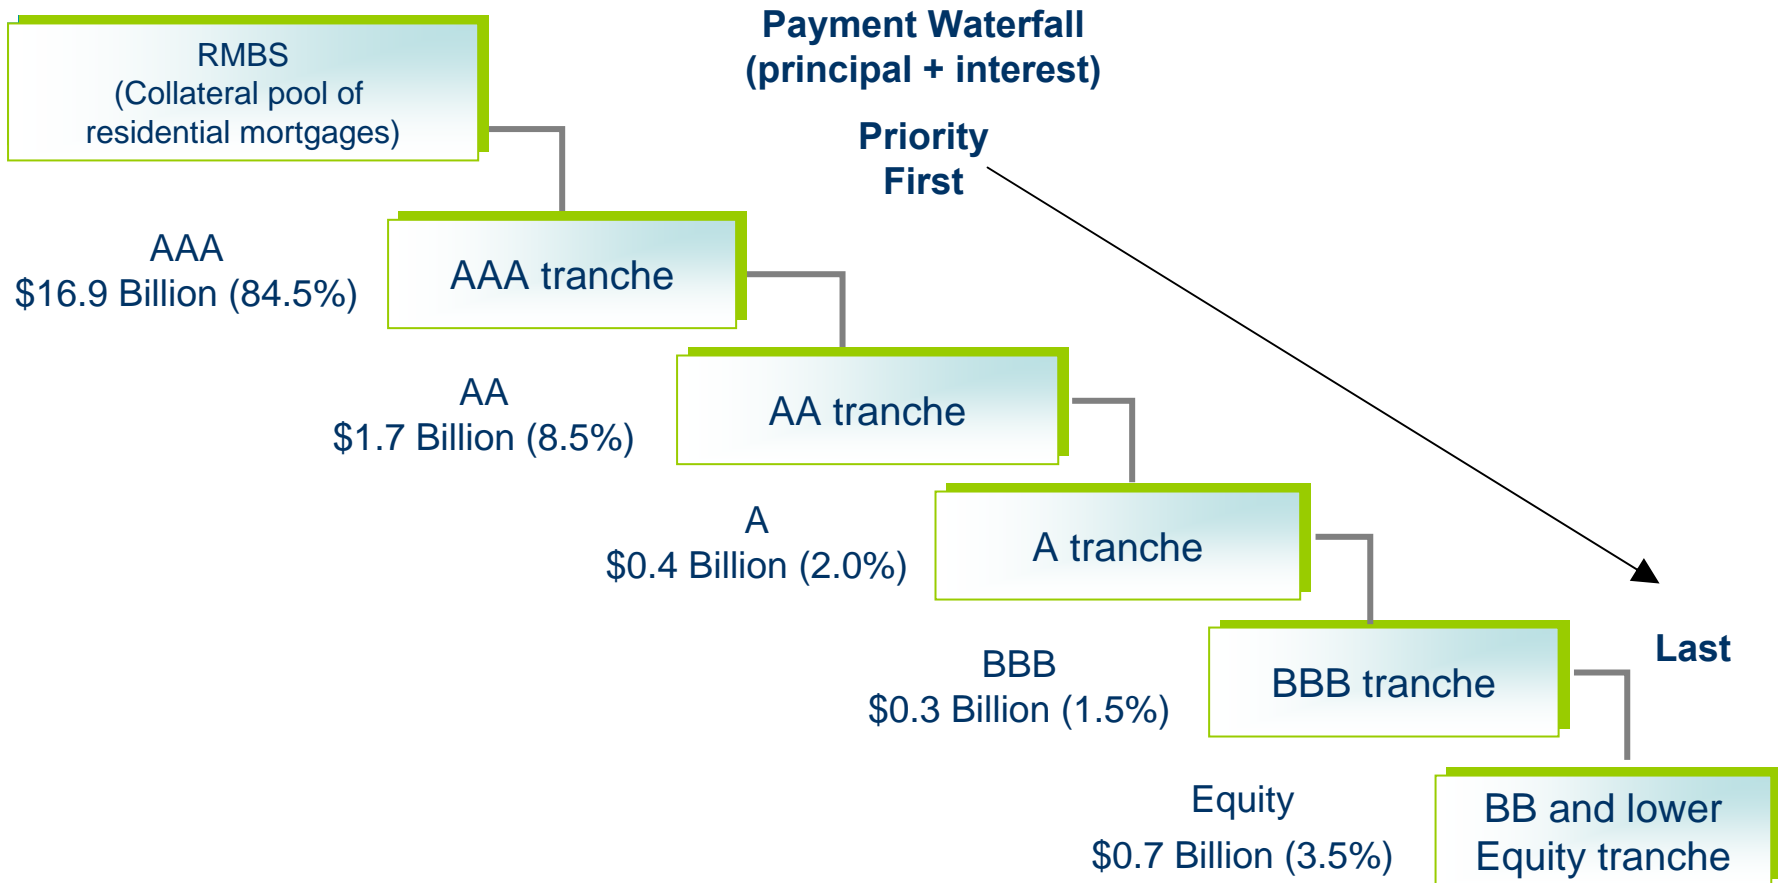 Payment Waterfall
(principal + interest)
RMBS
(Collateral pool of
residential mortgages)
Priority
First
AAA
$16.9 Billion (84.5%)
AAA tranche
AA
$1.7 Billion (8.5%)
AA tranche
A
$0.4 Billion (2.0%)
A tranche
Last
BBB
$0.3 Billion (1.5%)
BBB tranche
Equity
$0.7 Billion (3.5%)
BB and lower
Equity tranche